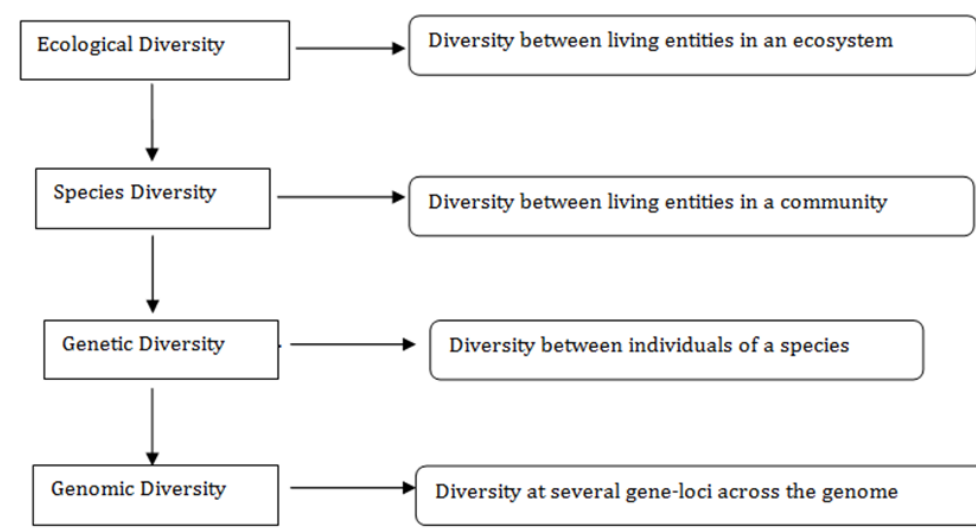 Ecological Diversity
Diversity between living entities in an ecosystem
Species Diversity
Diversity between living entities in a community
Genetic Diversity
Diversity between individuals of a species
Genomic Diversity
Diversity at several gene-loci across the genome